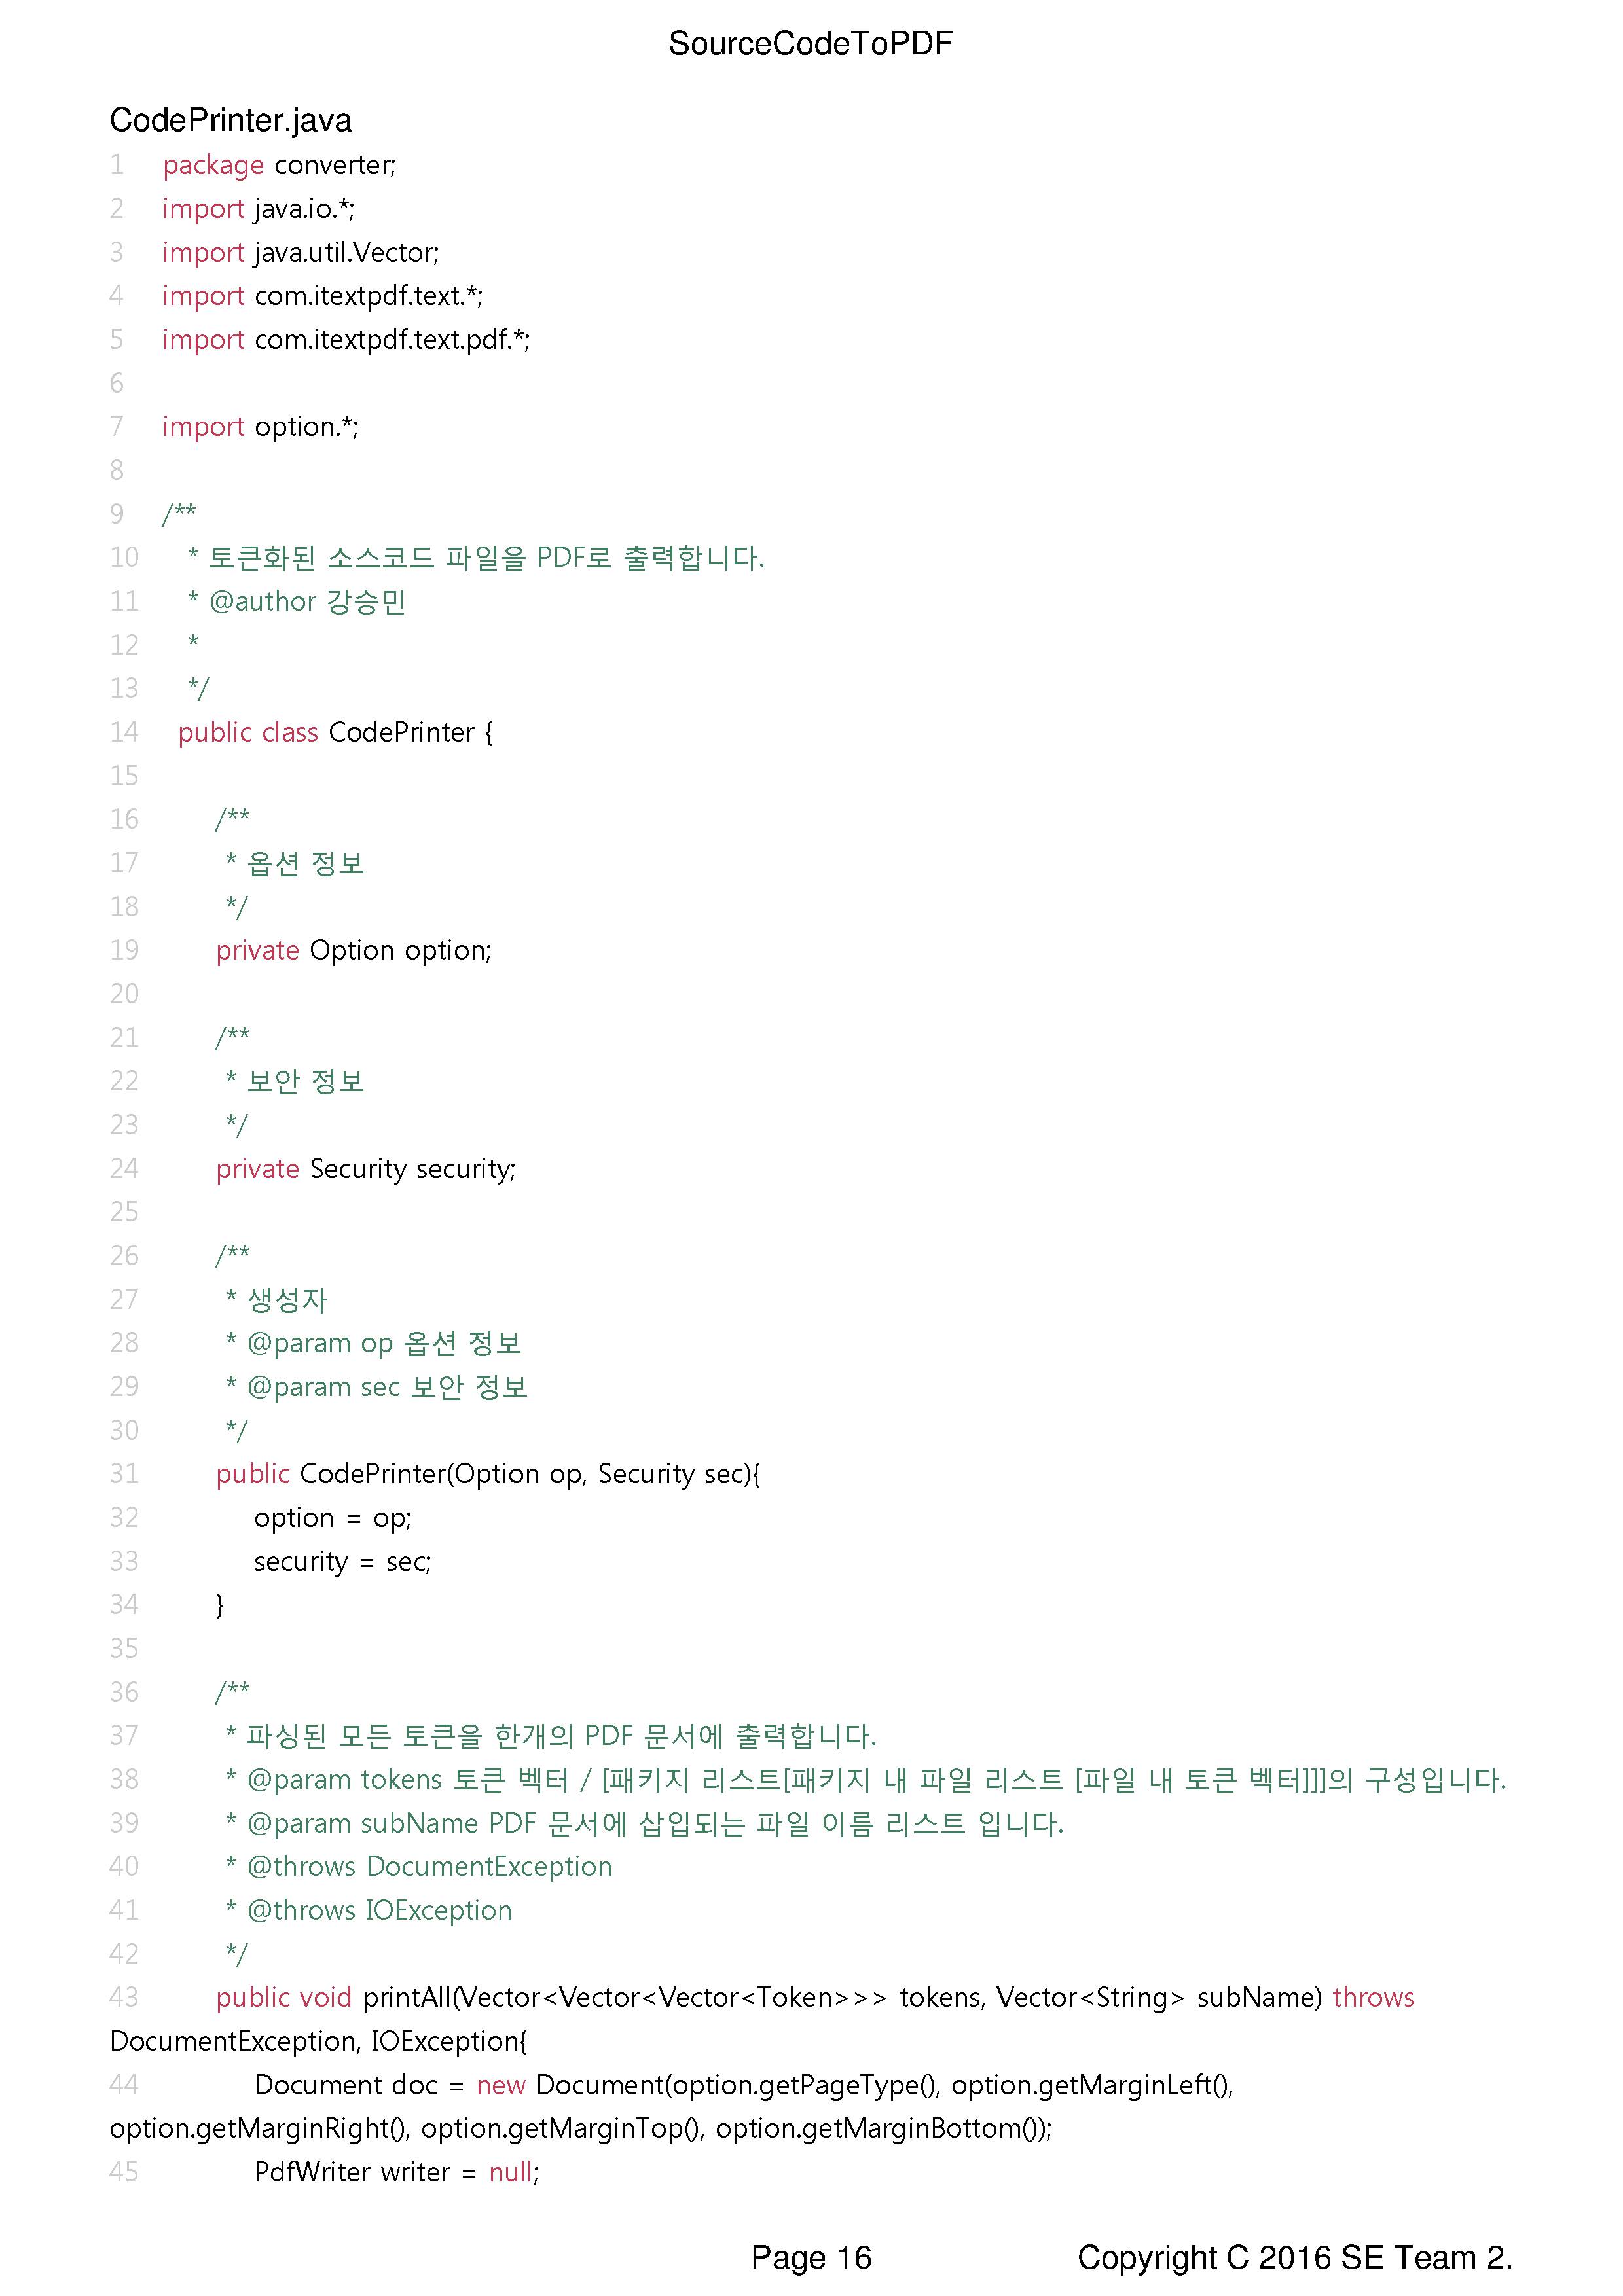 SourceCodeToPDF
CodePrinter.java
1 package converter;
2 import java.io.*;
3 import java.util.Vector;
4 import com.itextpdf.text.*;
5 import com.itextpdf.text.pdf.*;
6
7 import option.*;
8
9 /**
10 * 토큰화된 소스코드 파일을 PDF로 출력합니다.
11 * @author 강승민
12 *
13 */
14 public class CodePrinter {
15
16 /**
17 * 옵션 정보
18 */
19 private Option option;
20
21 /**
22 * 보안 정보
23 */
24 private Security security;
25
26 /**
27 * 생성자
28 * @param op 옵션 정보
29 * @param sec 보안 정보
30 */
31 public CodePrinter(Option op, Security sec){
32 option = op;
33 security = sec;
34 }
35
36 /**
37 * 파싱된 모든 토큰을 한개의 PDF 문서에 출력합니다.
38 * @param tokens 토큰 벡터 / [패키지 리스트[패키지 내 파일 리스트 [파일 내 토큰 벡터]]]의 구성입니다.
39 * @param subName PDF 문서에 삽입되는 파일 이름 리스트 입니다.
40 * @throws DocumentException
41 * @throws IOException
42 */
43 public void printAll(Vector<Vector<Vector<Token>>> tokens, Vector<String> subName) throws
DocumentException, IOException{
44 Document doc = new Document(option.getPageType(), option.getMarginLeft(),
option.getMarginRight(), option.getMarginTop(), option.getMarginBottom());
45 PdfWriter writer = null;
Page 16 Copyright C 2016 SE Team 2.